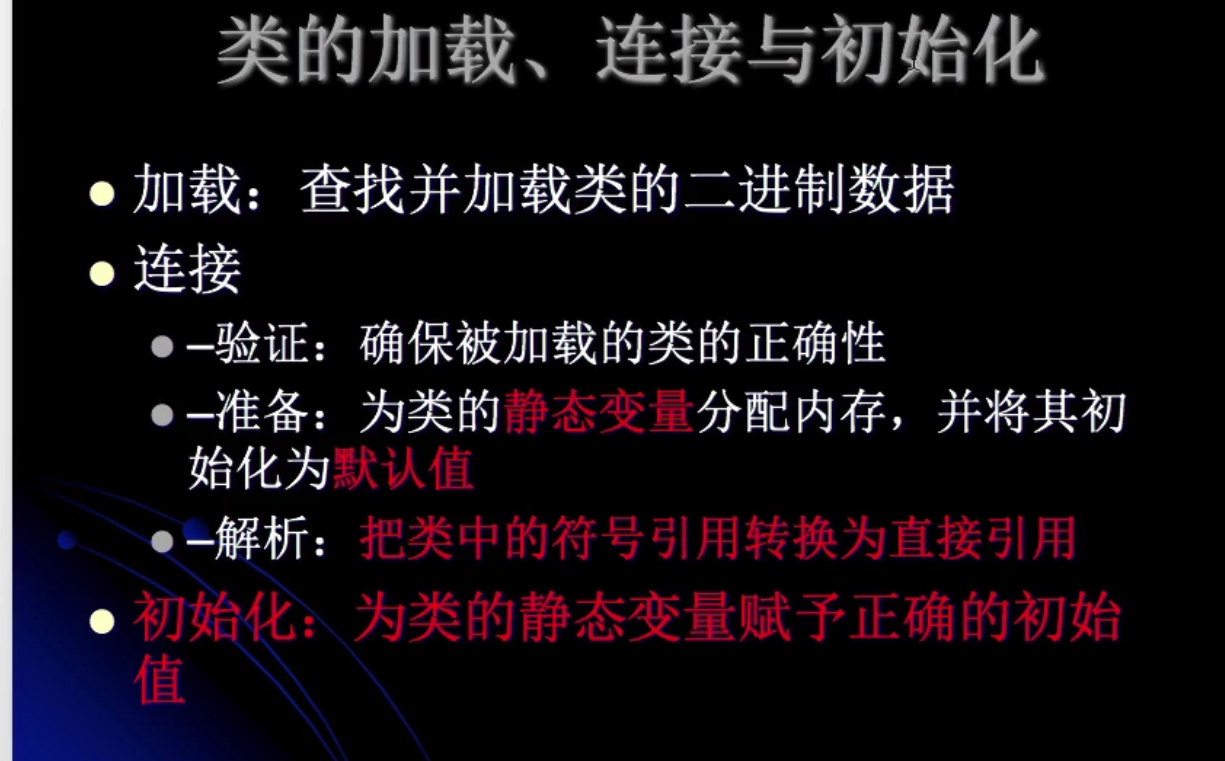 类的加载、连接与初始化
加载：查找并加载类的二进制数据
连接
–验证：确保被加载的类的正确性
–准备：为类的静态变量分配内存，并将其初
始化为默认值
–解析：把类中的符号引用转换为直接引用
初始化：为类的静态变量赋予正确的初始
值